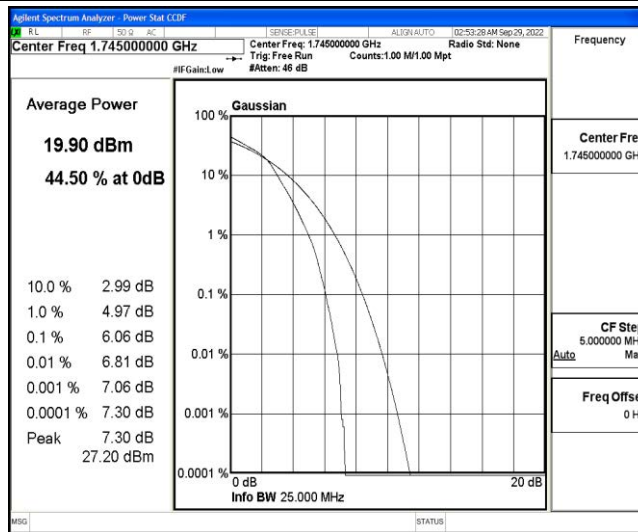 Agilent Spectrum Analyzer - Power Stat CCDF
RL RF 50 Ω AC SENSE:PULSE ALIGN AUTO 02:53:28 AM Sep 29, 2022
Center Freq 1.745000000 GHz
Center Freq: 1.745000000 GHz Radio Std: None
Trig: Free Run Counts:1.00 M/1.00 Mpt
#IFGain:Low #Atten: 46 dB
Frequency
Average Power
19.90 dBm
44.50 % at 0dB
10.0 % 2.99 dB
1.0 % 4.97 dB
0.1 % 6.06 dB
0.01 % 6.81 dB
0.001 % 7.06 dB
0.0001 % 7.30 dB
Peak 7.30 dB
27.20 dBm
Gaussian
100 %
10 %
1 %
0.1 %
0.01 %
0.001 %
0.0001 %
0 dB 20 dB
Info BW 25.000 MHz
Center Fre
1.745000000 GH
CF Ste
5.000000 MH
Auto Ma
Freq Offse
0 H
MSG STATUS